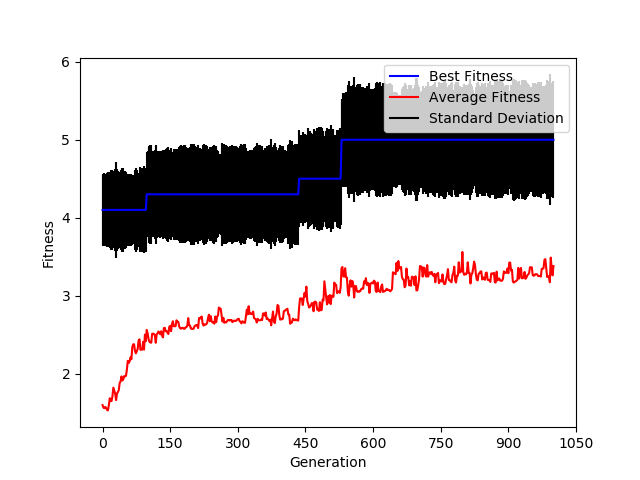 6
5
4
3
2
Fitness
Best Fitness
Average Fitness
Standard Deviation
0 150 300 450 600 750 900 1050
Generation